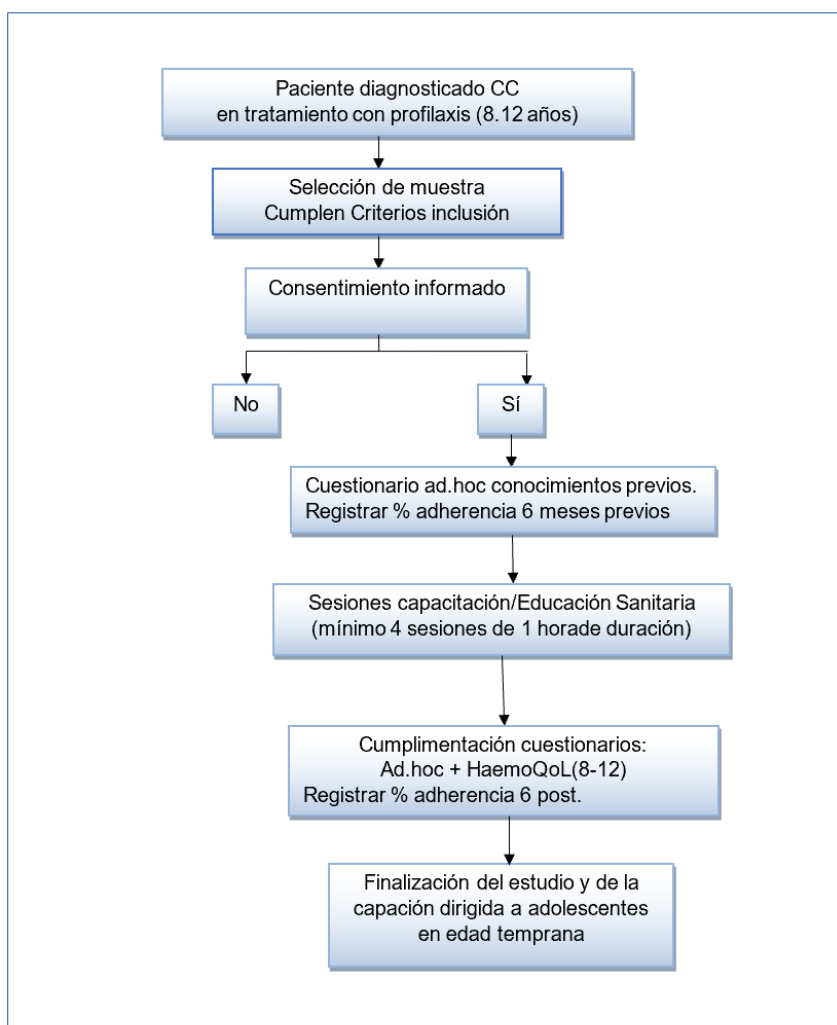 Paciente diagnosticado CC
en tratamiento con profilaxis (8.12 años)
Selección de muestra
Cumplen Criterios inclusión
Consentimiento informado
No
Sí
Cuestionario ad.hoc conocimientos previos.
Registrar % adherencia 6 meses previos
Sesiones capacitación/Educación Sanitaria
(mínimo 4 sesiones de 1 horade duración)
Cumplimentación cuestionarios:
Ad.hoc + HaemoQoL(8-12)
Registrar % adherencia 6 post.
Finalización del estudio y de la
capación dirigida a adolescentes
en edad temprana